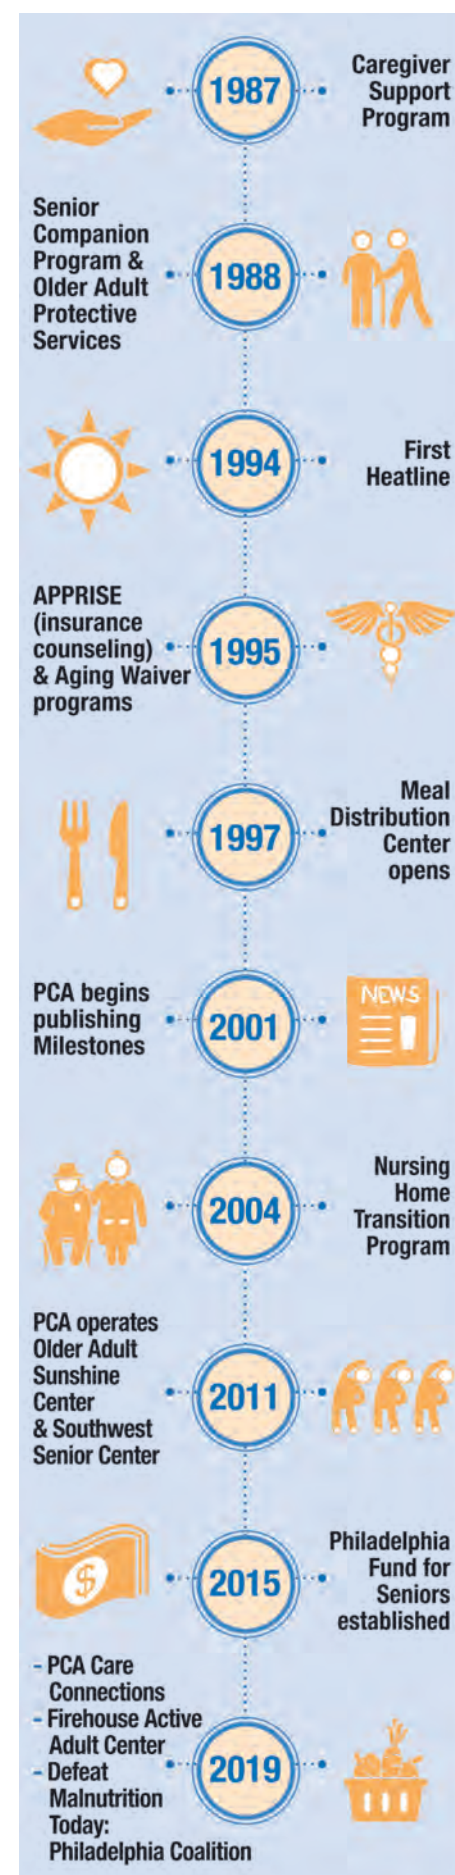 1987
Caregiver
Support
Program
Senior
Companion
Program &
Older Adult
Protective
Services
1988
1994
First
Heatline
APPRISE
(insurance
counseling)
& Aging Waiver
programs
1995
1997
Meal
Distribution
Center
opens
PCA begins
publishing
Milestones
2001
NEWS
2004
Nursing
Home
Transition
Program
PCA operates
Older Adult
Sunshine
Center
& Southwest
Senior Center
2011
$
2015
Philadelphia
Fund for
Seniors
established
- PCA Care
Connections
- Firehouse Active
Adult Center
- Defeat
Malnutrition
Today:
Philadelphia Coalition
2019